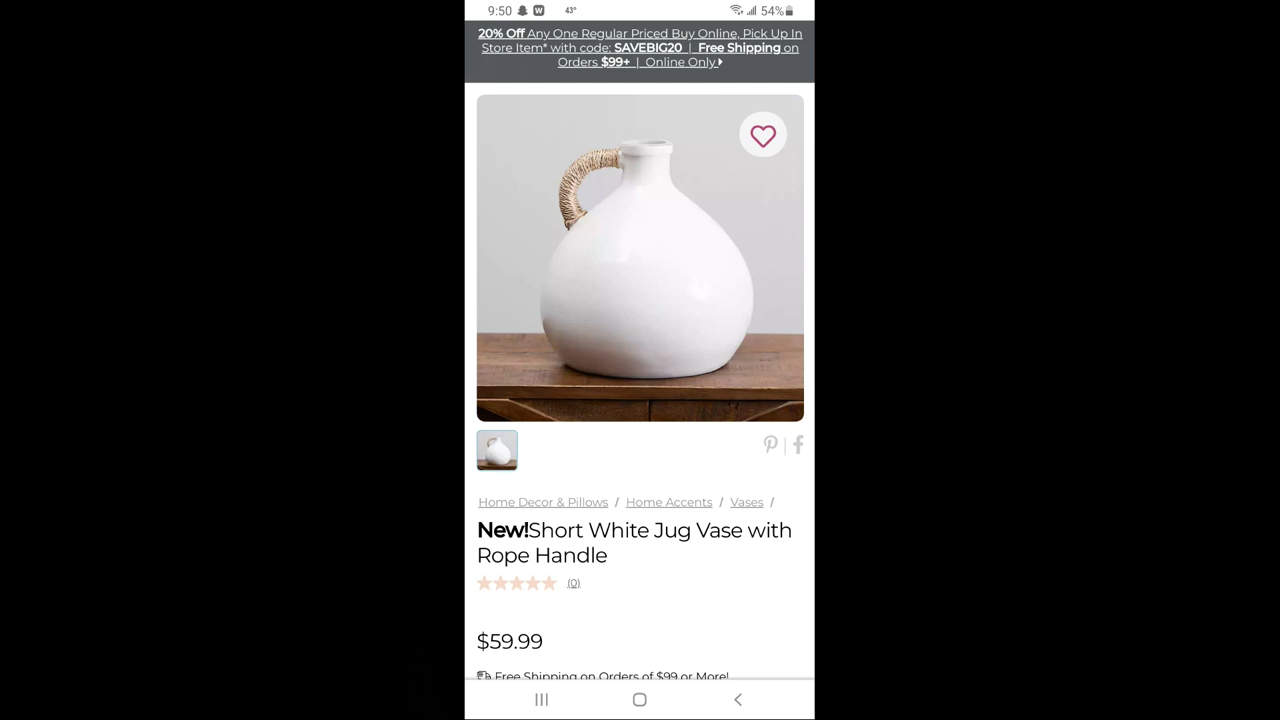 9:50 W 43° 54%
20% Off Any One Regular Priced Buy Online, Pick Up In
Store Item* with code: SAVEBIG20 | Free Shipping on
Orders $99+ | Online Only
Home Decor & Pillows / Home Accents / Vases /
New!Short White Jug Vase with
Rope Handle
(0)
$59.99
Free Shipping on Orders of $99 or More!